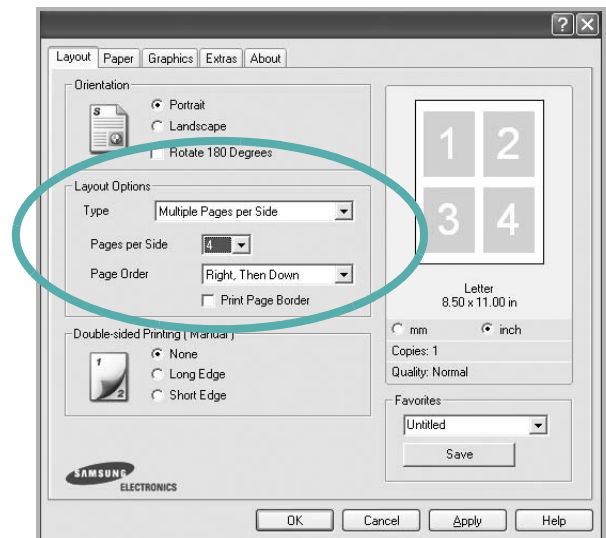 Layout Paper Graphics Extras About
Orientation
S
Portrait
Landscape
Rotate 180 Degrees
Layout Options
Type Multiple Pages per Side
Pages per Side 4
Page Order Right, Then Down
Print Page Border
Double-sided Printing ( Manual )
1
2
None
Long Edge
Short Edge
SAMSUNG
ELECTRONICS
1 2
3 4
Letter
8.50 x 11.00 in
mm inch
Copies: 1
Quality: Normal
Favorites
Untitled
Save
OK Cancel Apply Help